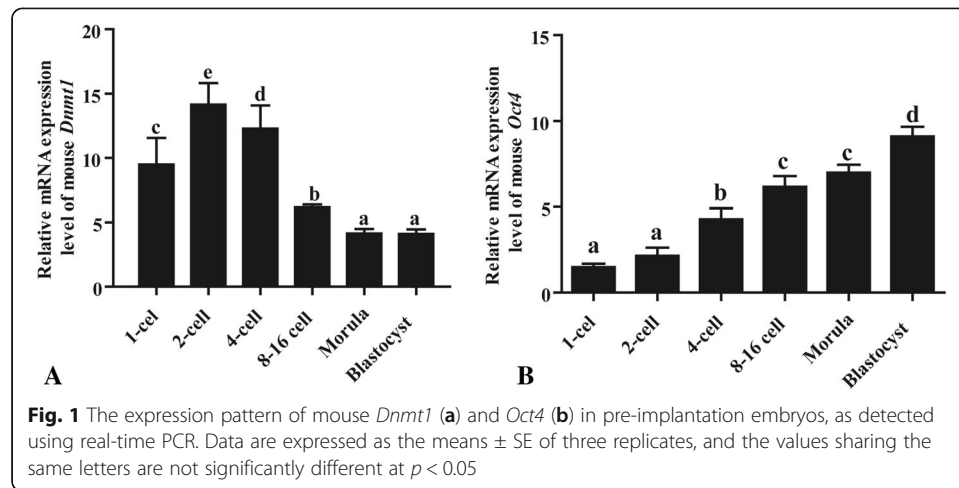 20
15
10
5
0
Relative mRNA expression
level of mouse Dnmt1
c
e
d
b
a
a
1-cel
2-cell
4-cell
8-16 cell
Morula
Blastocyst
A
15
10
5
0
Relative mRNA expression
level of mouse Oct4
a
a
b
c
c
d
1-cel
2-cell
4-cell
8-16 cell
Morula
Blastocyst
B
Fig. 1 The expression pattern of mouse Dnmt1 (a) and Oct4 (b) in pre-implantation embryos, as detected
using real-time PCR. Data are expressed as the means ± SE of three replicates, and the values sharing the
same letters are not significantly different at p < 0.05